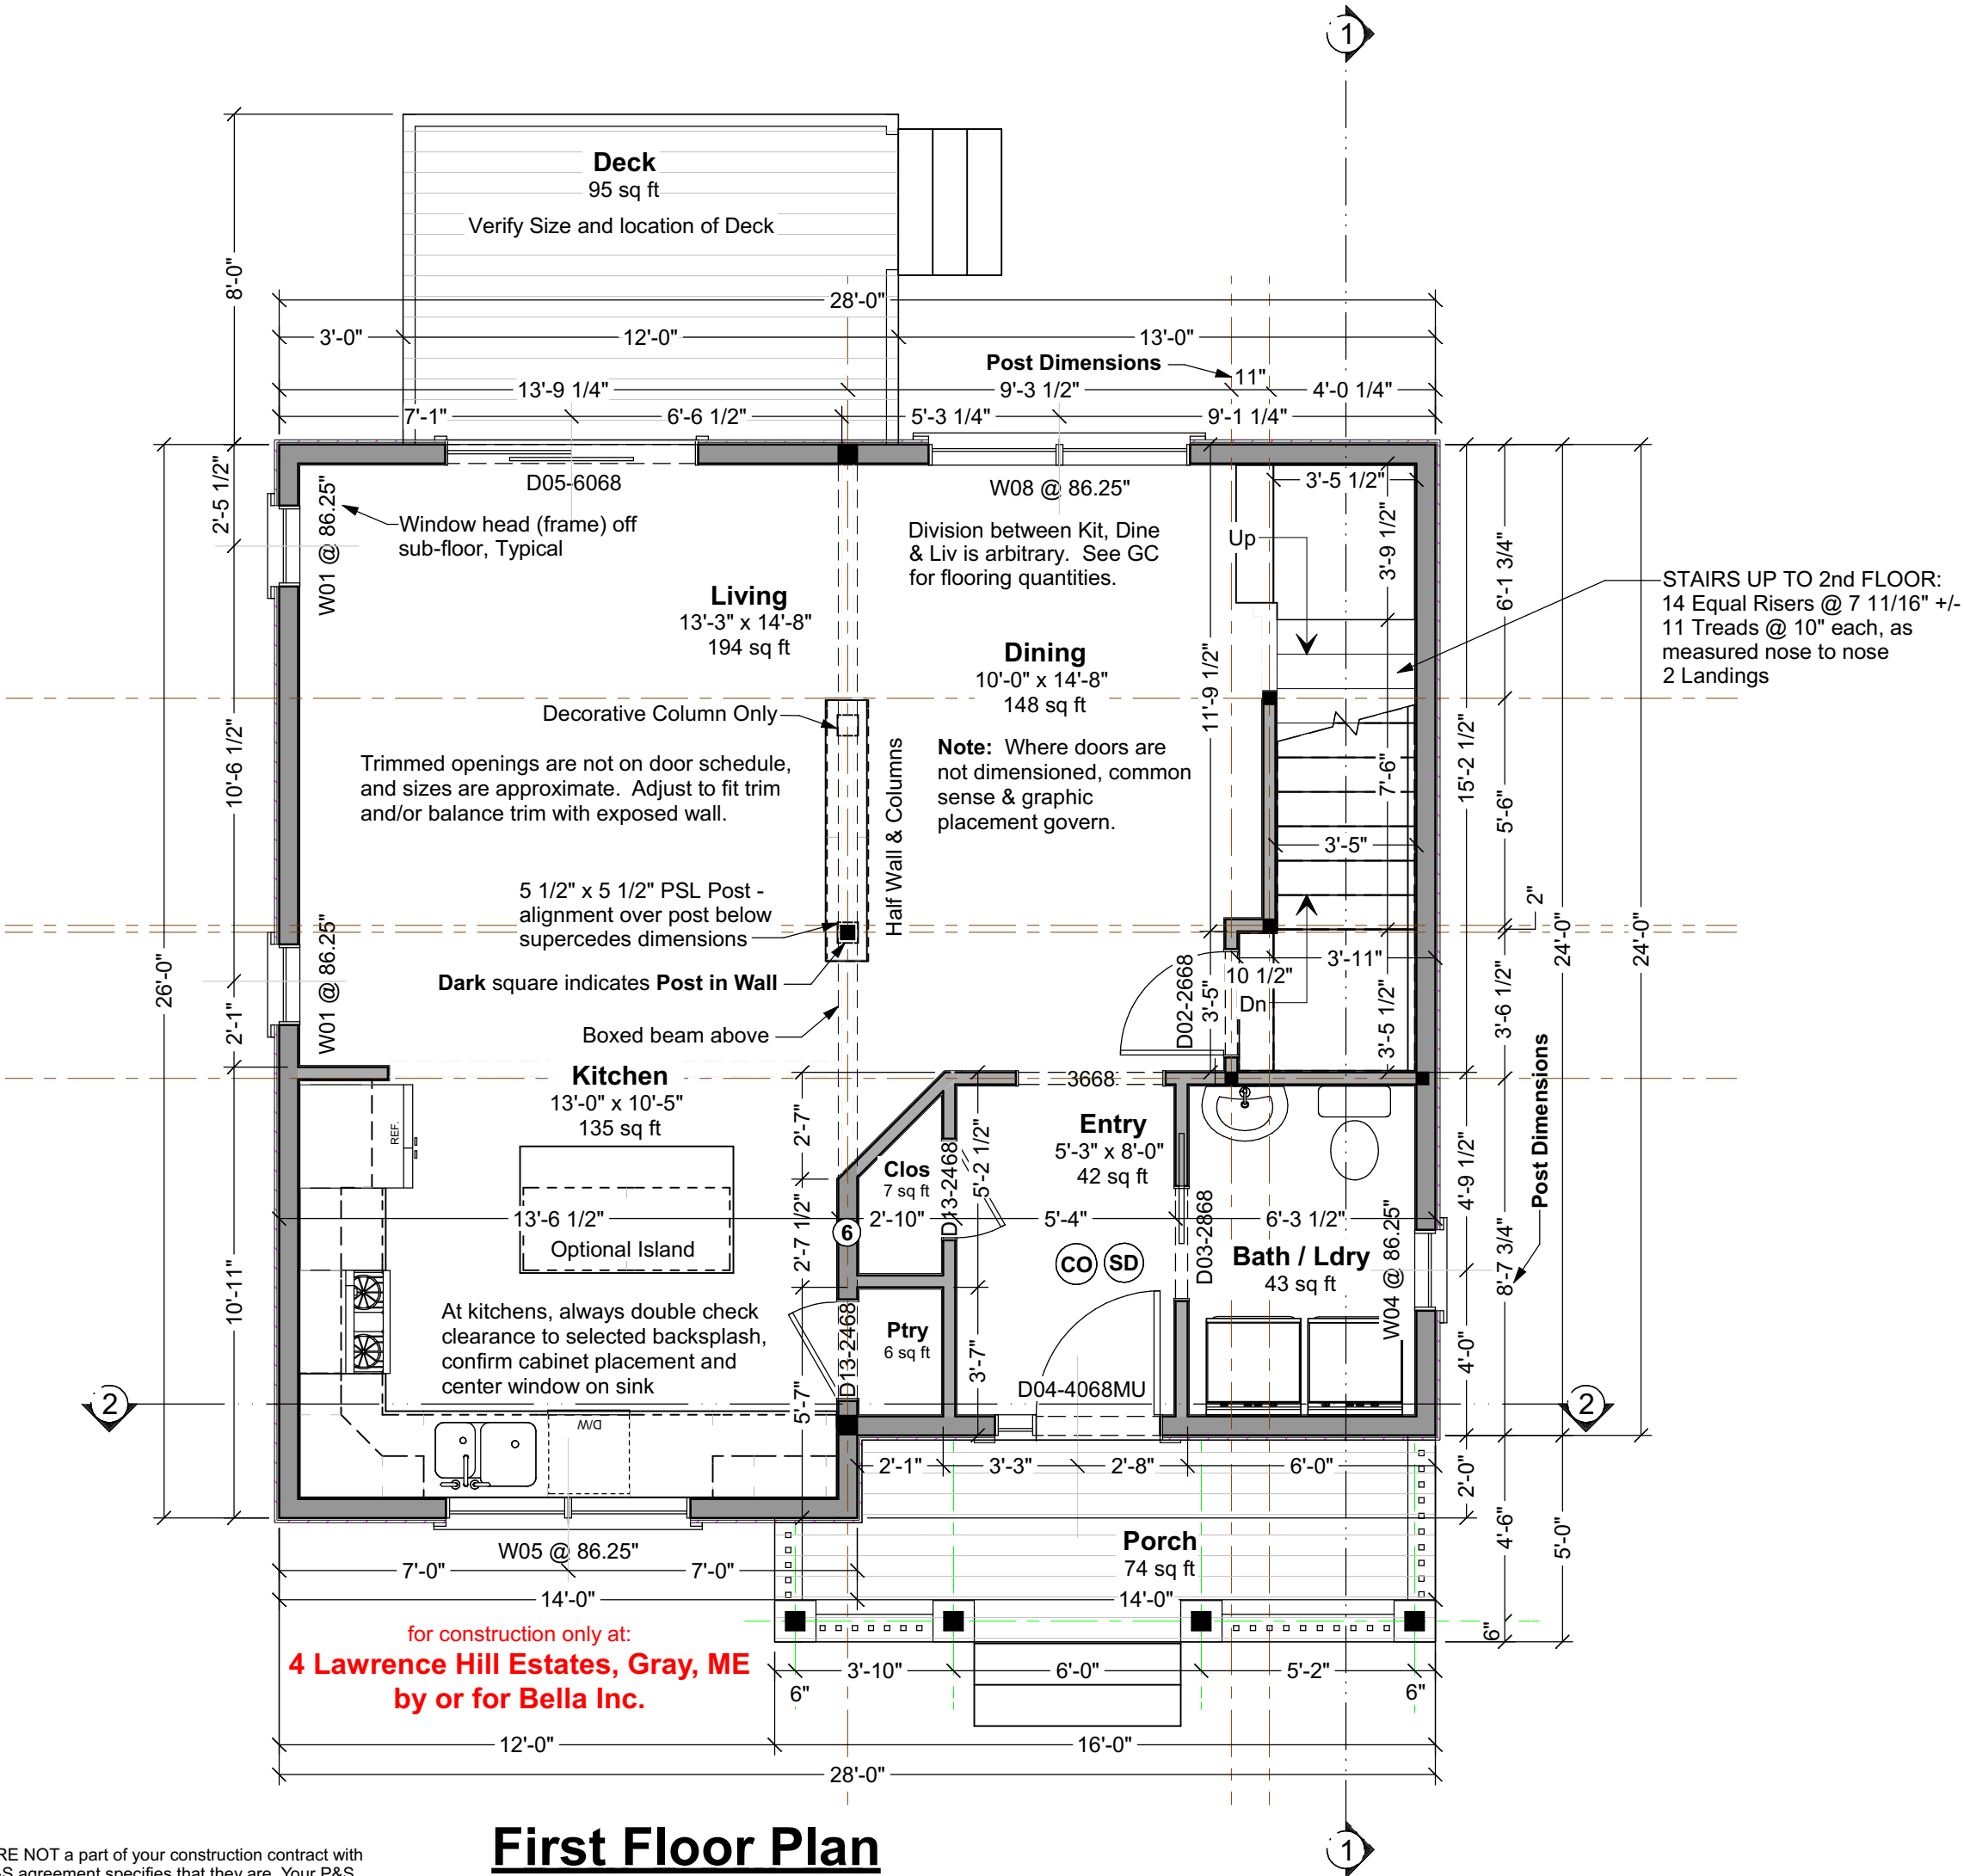 1
Deck
95 sq ft
Verify Size and location of Deck
8'-0"
28'-0"
3'-0"
12'-0"
13'-0"
Post Dimensions
11"
13'-9 1/4"
9'-3 1/2"
4'-0 1/4"
7'-1"
6'-6 1/2"
5'-3 1/4"
9'-1 1/4"
2'-5 1/2"
W01 @ 86.25"
D05-6068
Window head (frame) off
sub-floor, Typical
W08 @ 86.25"
Division between Kit, Dine
& Liv is arbitrary.  See GC
for flooring quantities.
3'-5 1/2"
Up
3'-9 1/2"
6'-1 3/4"
STAIRS UP TO 2nd FLOOR:
14 Equal Risers @ 7 11/16" +/-
11 Treads @ 10" each, as
measured nose to nose
2 Landings
Living
13'-3" x 14'-8"
194 sq ft
Dining
10'-0" x 14'-8"
148 sq ft
11'-9 1/2"
Decorative Column Only
10'-6 1/2"
Trimmed openings are not on door schedule,
and sizes are approximate.  Adjust to fit trim
and/or balance trim with exposed wall.
Half Wall & Columns
Note:  Where doors are
not dimensioned, common
sense & graphic
placement govern.
7'-6"
15'-2 1/2"
5'-6"
3'-5"
5 1/2" x 5 1/2" PSL Post -
alignment over post below
supercedes dimensions
2"
24'-0"
24'-0"
26'-0"
W01 @ 86.25"
Dark square indicates Post in Wall
D02-2668
3'-5"
10 1/2"
3'-11"
Dn
3'-5 1/2"
3'-6 1/2"
2'-1"
Boxed beam above
Kitchen
13'-0" x 10'-5"
135 sq ft
3668
REF.
2'-7"
Entry
5'-3" x 8'-0"
42 sq ft
Clos
7 sq ft
D13-2468
5'-2 1/2"
4'-9 1/2"
Post Dimensions
13'-6 1/2"
6
2'-10"
5'-4"
6'-3 1/2"
Optional Island
2'-7 1/2"
CO
SD
D03-2868
Bath / Ldry
43 sq ft
W04 @ 86.25"
8'-7 3/4"
10'-11"
At kitchens, always double check
clearance to selected backsplash,
confirm cabinet placement and
center window on sink
D13-2468
Ptry
6 sq ft
3'-7"
4'-0"
D04-4068MU
2
2
5'-7"
D/W
2'-1"
3'-3"
2'-8"
6'-0"
2'-0"
W05 @ 86.25"
Porch
74 sq ft
4'-6"
5'-0"
7'-0"
7'-0"
14'-0"
14'-0"
6"
for construction only at:
4 Lawrence Hill Estates, Gray, ME
by or for Bella Inc.
6"
3'-10"
6'-0"
5'-2"
6"
12'-0"
16'-0"
28'-0"
First Floor Plan
1
RE NOT a part of your construction contract with
S agreement specifies that they are. Your P&S